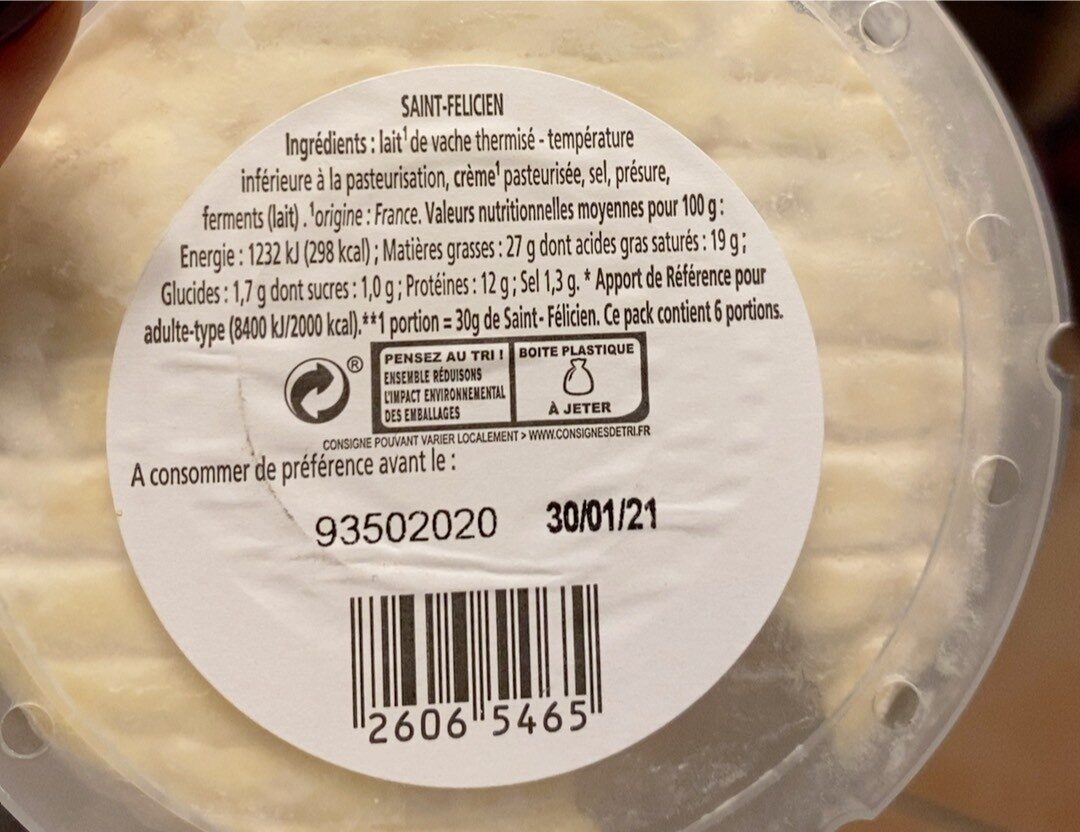 SAINT-FELICIEN
Ingrédients : lait¹ de vache thermisé - température
inférieure à la pasteurisation, crème¹ pasteurisée, sel, présure,
ferments (lait) . ¹origine : France. Valeurs nutritionnelles moyennes pour 100 g :
Energie : 1232 kJ (298 kcal) ; Matières grasses : 27 g dont acides gras saturés : 19 g ;
Glucides : 1,7 g dont sucres : 1,0 g ; Protéines : 12 g ; Sel 1,3 g. * Apport de Référence pour
adulte-type (8400 kJ/2000 kcal).**1 portion = 30g de Saint- Félicien. Ce pack contient 6 portions.
®
PENSEZ AU TRI !
ENSEMBLE RÉDUISONS
L'IMPACT ENVIRONNEMENTAL
DES EMBALLAGES
BOITE PLASTIQUE
À JETER
CONSIGNE POUVANT VARIER LOCALEMENT > WWW.CONSIGNESDETRI.FR
A consommer de préférence avant le :
93502020 30/01/21
2606 5465